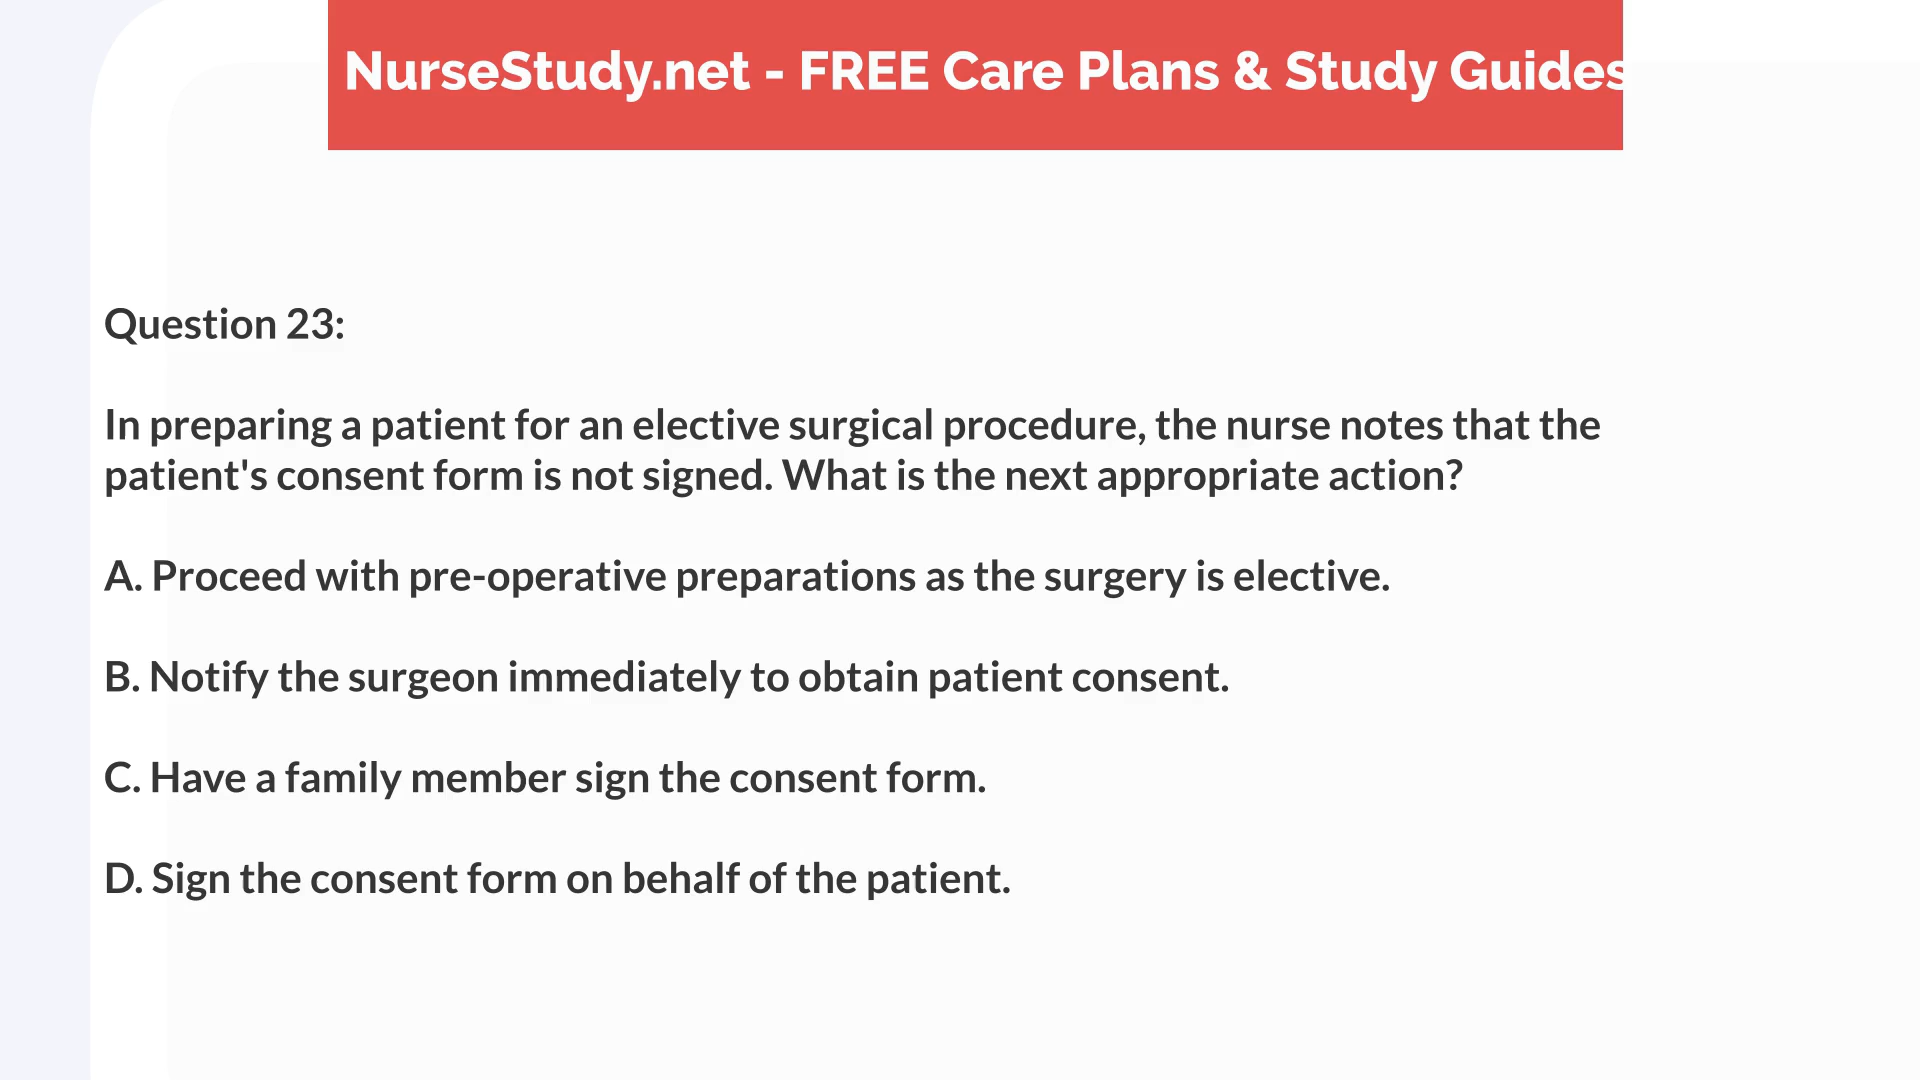 NurseStudy.net - FREE Care Plans & Study Guides
Question 23:
In preparing a patient for an elective surgical procedure, the nurse notes that the
patient's consent form is not signed. What is the next appropriate action?
A. Proceed with pre-operative preparations as the surgery is elective.
B. Notify the surgeon immediately to obtain patient consent.
C. Have a family member sign the consent form.
D. Sign the consent form on behalf of the patient.